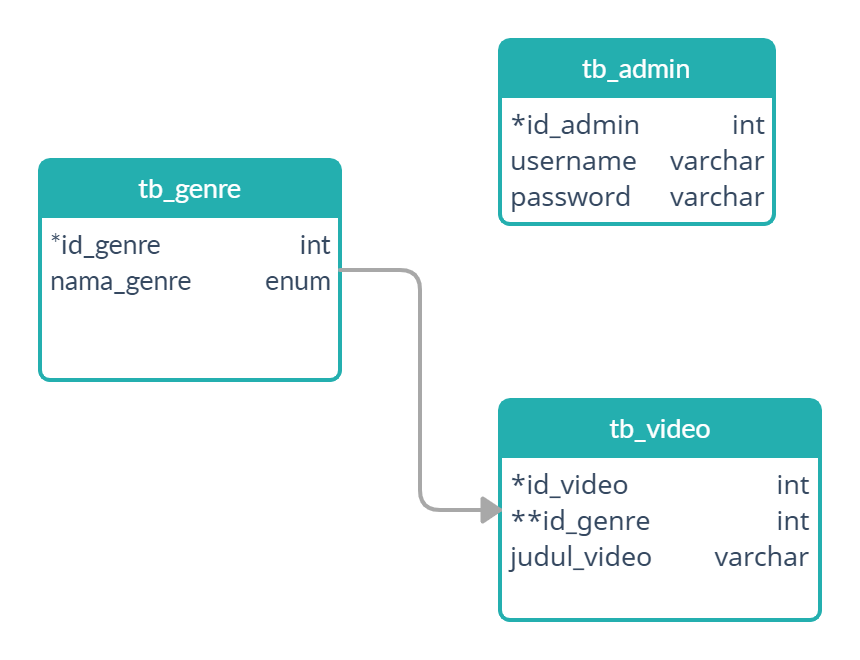 tb_admin
*id_admin int
username varchar
password varchar
tb_genre
*id_genre int
nama_genre enum
tb_video
*id_video int
**id_genre int
judul_video varchar